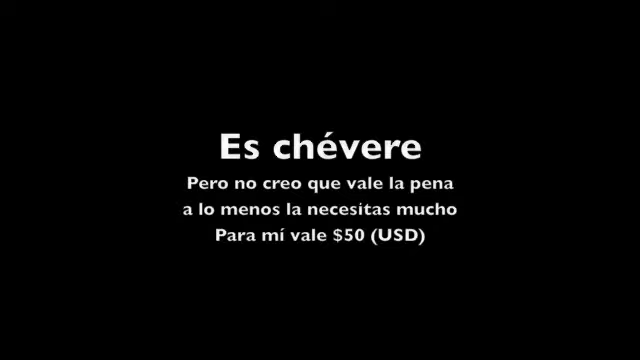 Es chévere
Pero no creo que vale la pena
a lo menos la necesitas mucho
Para mí vale $50 (USD)